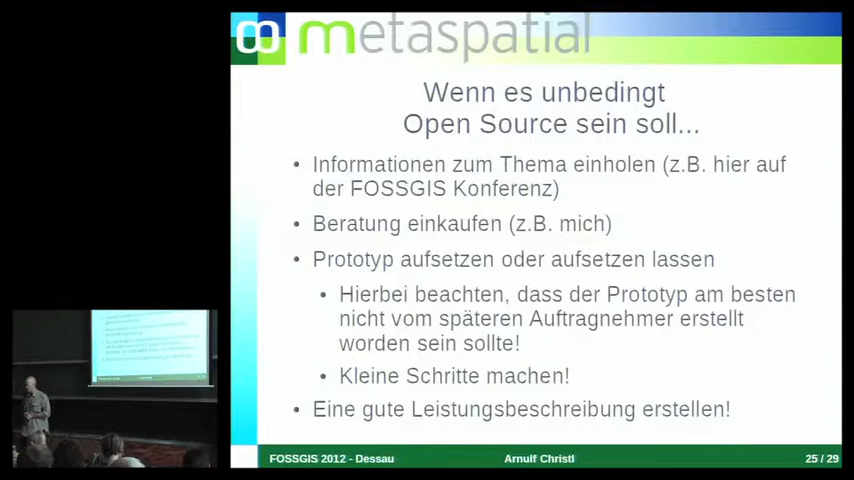 metaspatial
Wenn es unbedingt
Open Source sein soll...
• Informationen zum Thema einholen (z.B. hier auf
der FOSSGIS Konferenz)
• Beratung einkaufen (z.B. mich)
• Prototyp aufsetzen oder aufsetzen lassen
• Hierbei beachten, dass der Prototyp am besten
nicht vom späteren Auftragnehmer erstellt
worden sein sollte!
• Kleine Schritte machen!
• Eine gute Leistungsbeschreibung erstellen!
FOSSGIS 2012 - Dessau Arnulf Christl 25 / 29